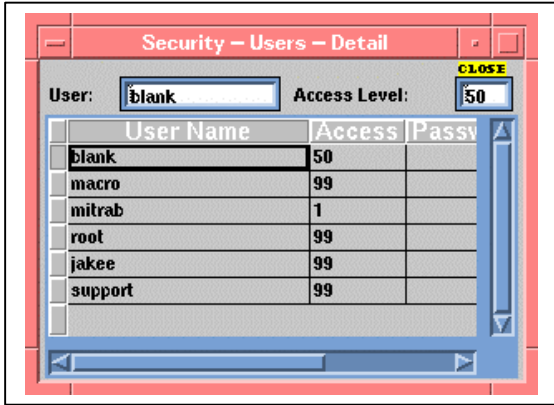 Security – Users – Detail
CLOSE
User: blank Access Level: 50
User Name Access Passw
blank 50
macro 99
mitrab 1
root 99
jakee 99
support 99